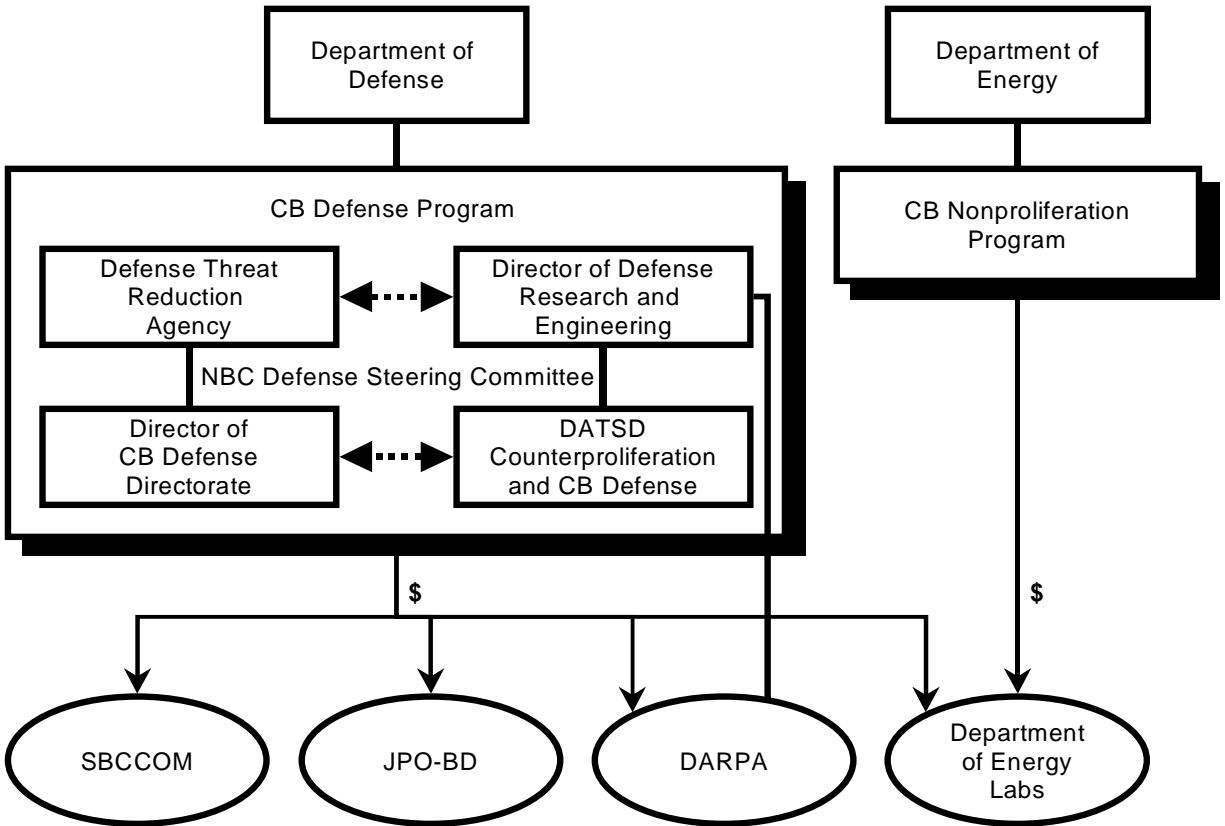 Department of
Defense
Department of
Energy
CB Defense Program
CB Nonproliferation
Program
Defense Threat
Reduction
Agency
Director of Defense
Research and
Engineering
NBC Defense Steering Committee
Director of
CB Defense
Directorate
DATSD
Counterproliferation
and CB Defense
$
$
SBCCOM
JPO-BD
DARPA
Department
of Energy
Labs